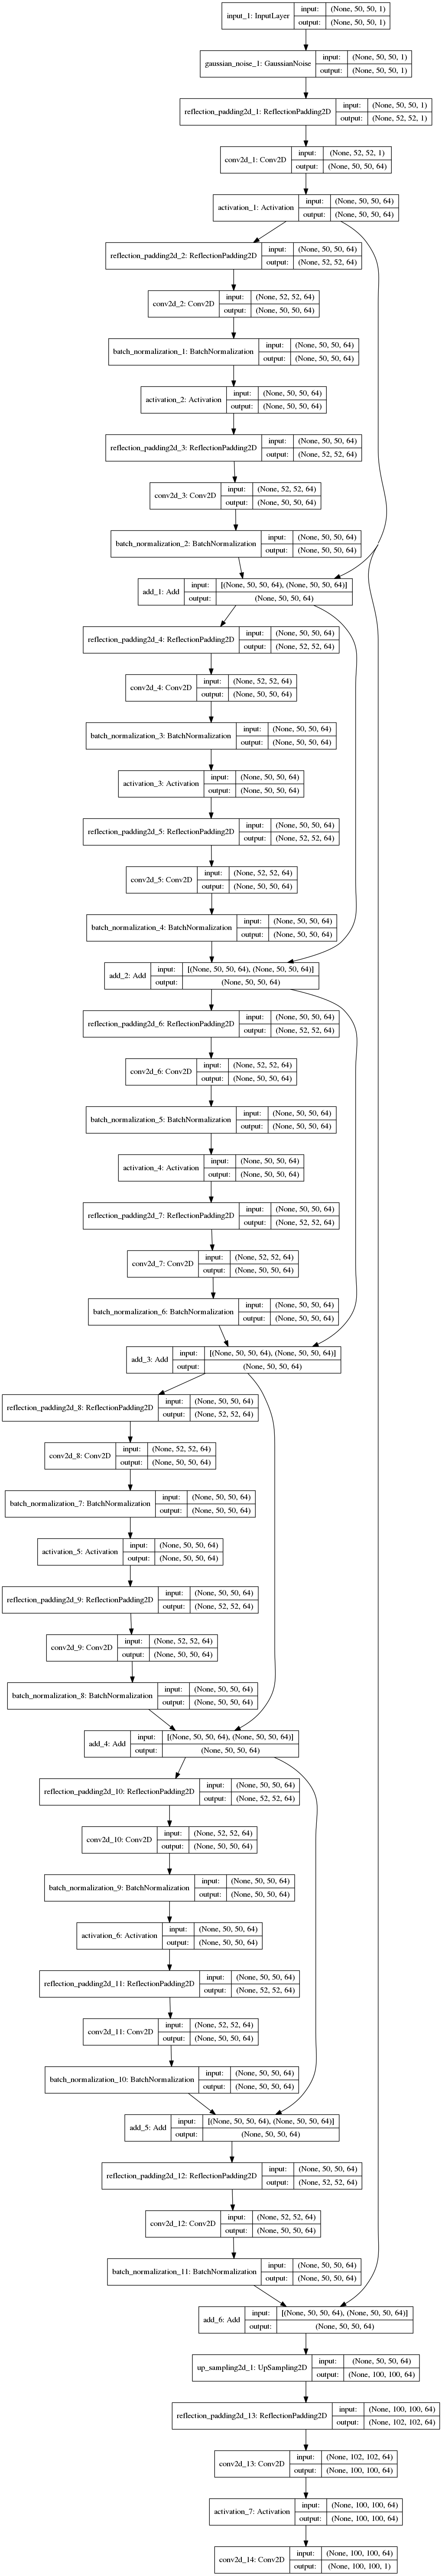 input_1: InputLayer
input: (None, 50, 50, 1)
output: (None, 50, 50, 1)
gaussian_noise_1: GaussianNoise
input: (None, 50, 50, 1)
output: (None, 50, 50, 1)
reflection_padding2d_1: ReflectionPadding2D
input: (None, 50, 50, 1)
output: (None, 52, 52, 1)
conv2d_1: Conv2D
input: (None, 52, 52, 1)
output: (None, 50, 50, 64)
activation_1: Activation
input: (None, 50, 50, 64)
output: (None, 50, 50, 64)
reflection_padding2d_2: ReflectionPadding2D
input: (None, 50, 50, 64)
output: (None, 52, 52, 64)
conv2d_2: Conv2D
input: (None, 52, 52, 64)
output: (None, 50, 50, 64)
batch_normalization_1: BatchNormalization
input: (None, 50, 50, 64)
output: (None, 50, 50, 64)
activation_2: Activation
input: (None, 50, 50, 64)
output: (None, 50, 50, 64)
reflection_padding2d_3: ReflectionPadding2D
input: (None, 50, 50, 64)
output: (None, 52, 52, 64)
conv2d_3: Conv2D
input: (None, 52, 52, 64)
output: (None, 50, 50, 64)
batch_normalization_2: BatchNormalization
input: (None, 50, 50, 64)
output: (None, 50, 50, 64)
add_1: Add
input: [(None, 50, 50, 64), (None, 50, 50, 64)]
output: (None, 50, 50, 64)
reflection_padding2d_4: ReflectionPadding2D
input: (None, 50, 50, 64)
output: (None, 52, 52, 64)
conv2d_4: Conv2D
input: (None, 52, 52, 64)
output: (None, 50, 50, 64)
batch_normalization_3: BatchNormalization
input: (None, 50, 50, 64)
output: (None, 50, 50, 64)
activation_3: Activation
input: (None, 50, 50, 64)
output: (None, 50, 50, 64)
reflection_padding2d_5: ReflectionPadding2D
input: (None, 50, 50, 64)
output: (None, 52, 52, 64)
conv2d_5: Conv2D
input: (None, 52, 52, 64)
output: (None, 50, 50, 64)
batch_normalization_4: BatchNormalization
input: (None, 50, 50, 64)
output: (None, 50, 50, 64)
add_2: Add
input: [(None, 50, 50, 64), (None, 50, 50, 64)]
output: (None, 50, 50, 64)
reflection_padding2d_6: ReflectionPadding2D
input: (None, 50, 50, 64)
output: (None, 52, 52, 64)
conv2d_6: Conv2D
input: (None, 52, 52, 64)
output: (None, 50, 50, 64)
batch_normalization_5: BatchNormalization
input: (None, 50, 50, 64)
output: (None, 50, 50, 64)
activation_4: Activation
input: (None, 50, 50, 64)
output: (None, 50, 50, 64)
reflection_padding2d_7: ReflectionPadding2D
input: (None, 50, 50, 64)
output: (None, 52, 52, 64)
conv2d_7: Conv2D
input: (None, 52, 52, 64)
output: (None, 50, 50, 64)
batch_normalization_6: BatchNormalization
input: (None, 50, 50, 64)
output: (None, 50, 50, 64)
add_3: Add
input: [(None, 50, 50, 64), (None, 50, 50, 64)]
output: (None, 50, 50, 64)
reflection_padding2d_8: ReflectionPadding2D
input: (None, 50, 50, 64)
output: (None, 52, 52, 64)
conv2d_8: Conv2D
input: (None, 52, 52, 64)
output: (None, 50, 50, 64)
batch_normalization_7: BatchNormalization
input: (None, 50, 50, 64)
output: (None, 50, 50, 64)
activation_5: Activation
input: (None, 50, 50, 64)
output: (None, 50, 50, 64)
reflection_padding2d_9: ReflectionPadding2D
input: (None, 50, 50, 64)
output: (None, 52, 52, 64)
conv2d_9: Conv2D
input: (None, 52, 52, 64)
output: (None, 50, 50, 64)
batch_normalization_8: BatchNormalization
input: (None, 50, 50, 64)
output: (None, 50, 50, 64)
add_4: Add
input: [(None, 50, 50, 64), (None, 50, 50, 64)]
output: (None, 50, 50, 64)
reflection_padding2d_10: ReflectionPadding2D
input: (None, 50, 50, 64)
output: (None, 52, 52, 64)
conv2d_10: Conv2D
input: (None, 52, 52, 64)
output: (None, 50, 50, 64)
batch_normalization_9: BatchNormalization
input: (None, 50, 50, 64)
output: (None, 50, 50, 64)
activation_6: Activation
input: (None, 50, 50, 64)
output: (None, 50, 50, 64)
reflection_padding2d_11: ReflectionPadding2D
input: (None, 50, 50, 64)
output: (None, 52, 52, 64)
conv2d_11: Conv2D
input: (None, 52, 52, 64)
output: (None, 50, 50, 64)
batch_normalization_10: BatchNormalization
input: (None, 50, 50, 64)
output: (None, 50, 50, 64)
add_5: Add
input: [(None, 50, 50, 64), (None, 50, 50, 64)]
output: (None, 50, 50, 64)
reflection_padding2d_12: ReflectionPadding2D
input: (None, 50, 50, 64)
output: (None, 52, 52, 64)
conv2d_12: Conv2D
input: (None, 52, 52, 64)
output: (None, 50, 50, 64)
batch_normalization_11: BatchNormalization
input: (None, 50, 50, 64)
output: (None, 50, 50, 64)
add_6: Add
input: [(None, 50, 50, 64), (None, 50, 50, 64)]
output: (None, 50, 50, 64)
up_sampling2d_1: UpSampling2D
input: (None, 50, 50, 64)
output: (None, 100, 100, 64)
reflection_padding2d_13: ReflectionPadding2D
input: (None, 100, 100, 64)
output: (None, 102, 102, 64)
conv2d_13: Conv2D
input: (None, 102, 102, 64)
output: (None, 100, 100, 64)
activation_7: Activation
input: (None, 100, 100, 64)
output: (None, 100, 100, 64)
conv2d_14: Conv2D
input: (None, 100, 100, 64)
output: (None, 100, 100, 1)